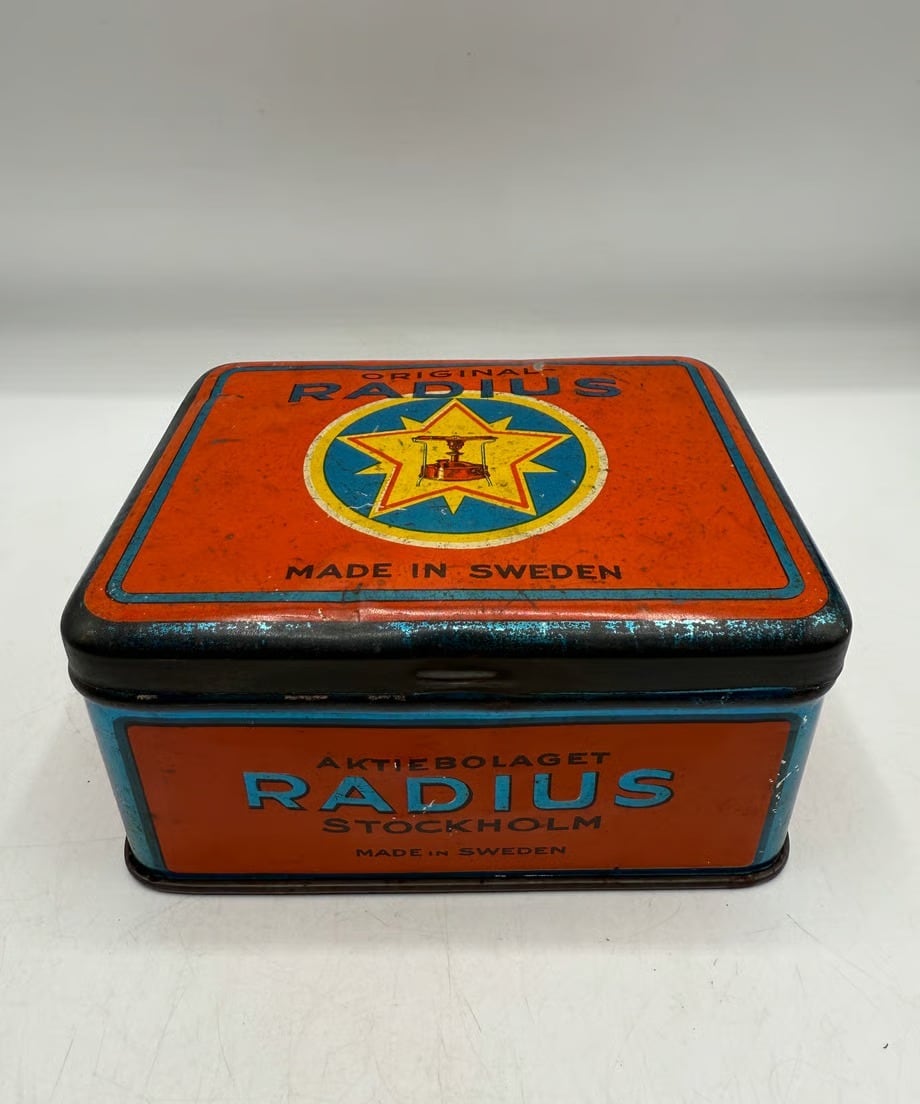 ORIGINAL-
RADIUS
MADE IN SWEDEN
AKTIEBOLAGET
RADIUS
STOCKHOLM
MADE IN SWEDEN